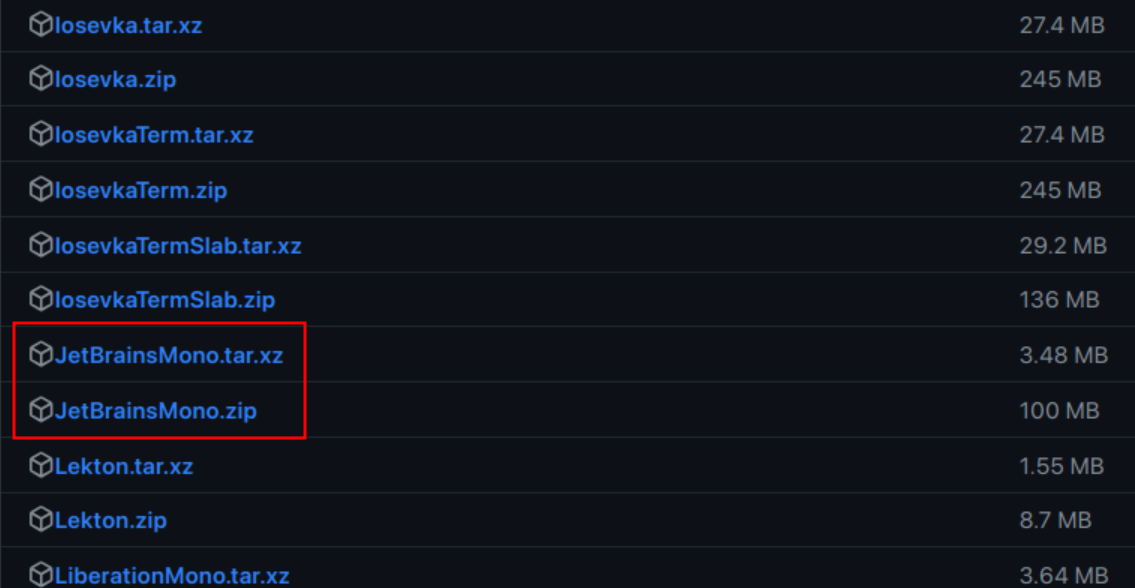 Iosevka.tar.xz 27.4 MB
Iosevka.zip 245 MB
IosevkaTerm.tar.xz 27.4 MB
IosevkaTerm.zip 245 MB
IosevkaTermSlab.tar.xz 29.2 MB
IosevkaTermSlab.zip 136 MB
JetBrainsMono.tar.xz 3.48 MB
JetBrainsMono.zip 100 MB
Lekton.tar.xz 1.55 MB
Lekton.zip 8.7 MB
LiberationMono.tar.xz 3.64 MB